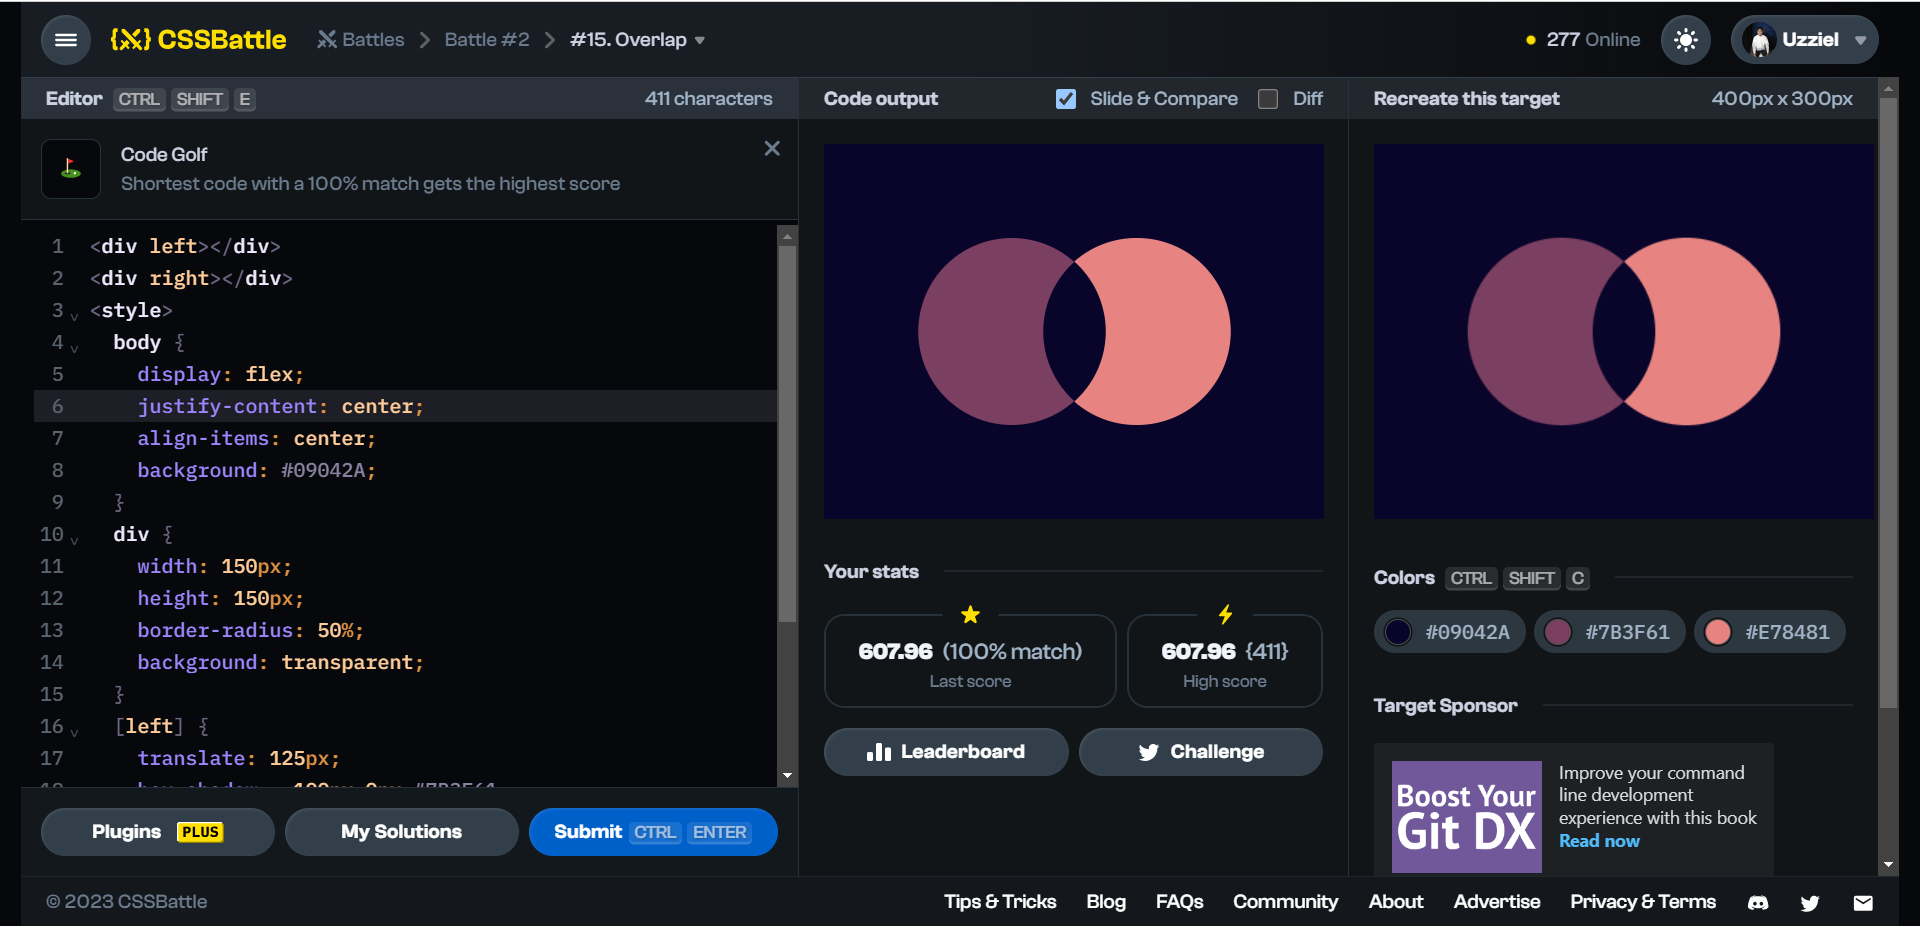 CSSBattle
Battles
Battle #2
#15. Overlap
277 Online
Uzziel
Editor CTRL SHIFT E
411 characters
Code Golf
Shortest code with a 100% match gets the highest score
1 <div left></div>
2 <div right></div>
3 <style>
4 body {
5 display: flex;
6 justify-content: center;
7 align-items: center;
8 background: #09042A;
9 }
10 div {
11 width: 150px;
12 height: 150px;
13 border-radius: 50%;
14 background: transparent;
15 }
16 [left] {
17 translate: 125px;
Plugins PLUS
My Solutions
Submit CTRL ENTER
Code output
Slide & Compare
Diff
Your stats
607.96 (100% match)
Last score
607.96 {411}
High score
Leaderboard
Challenge
Recreate this target
400px x 300px
Colors CTRL SHIFT C
#09042A
#7B3F61
#E78481
Target Sponsor
Boost Your
Git DX
Improve your command
line development
experience with this book
Read now
© 2023 CSSBattle
Tips & Tricks
Blog
FAQs
Community
About
Advertise
Privacy & Terms